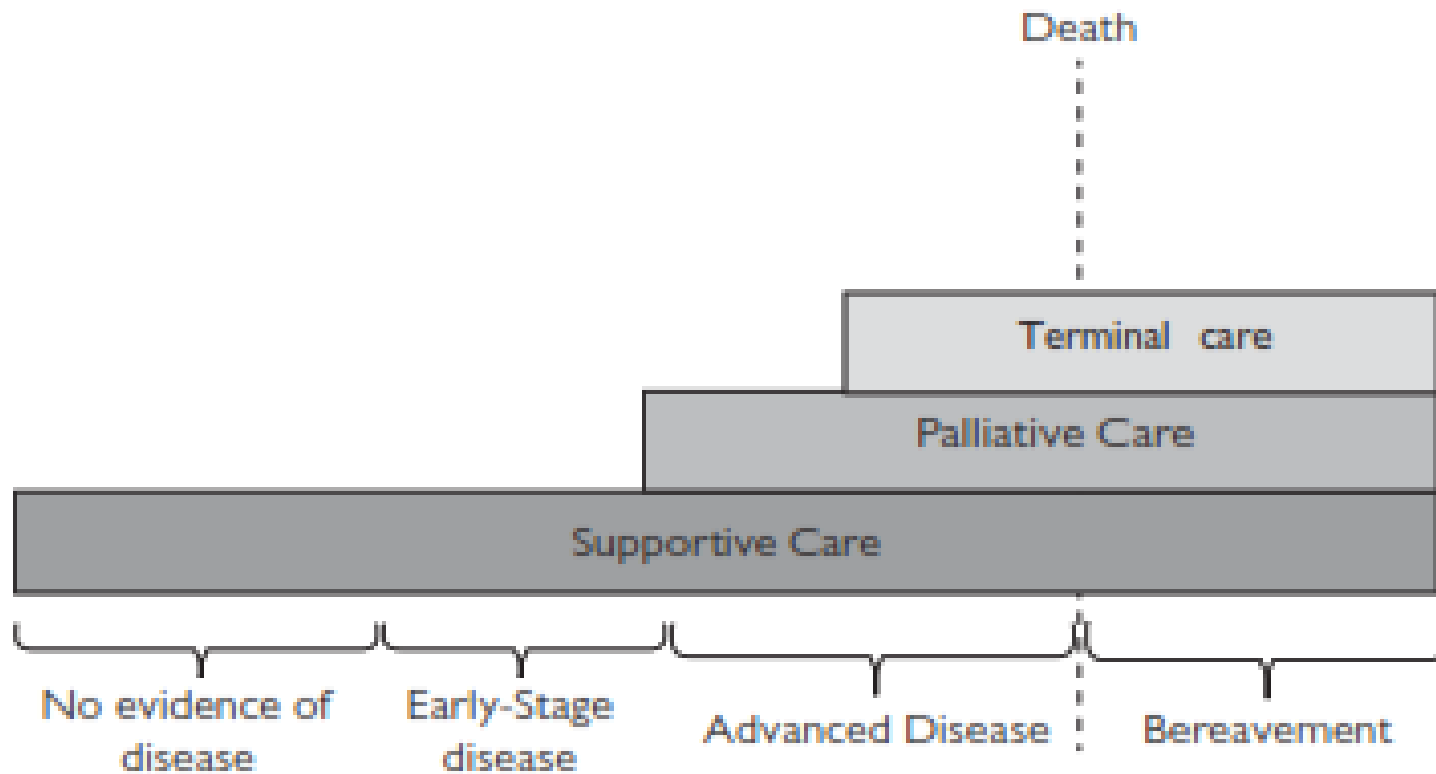 Death
Terminal care
Palliative Care
Supportive Care
No evidence of
disease
Early-Stage
disease
Advanced Disease
Bereavement